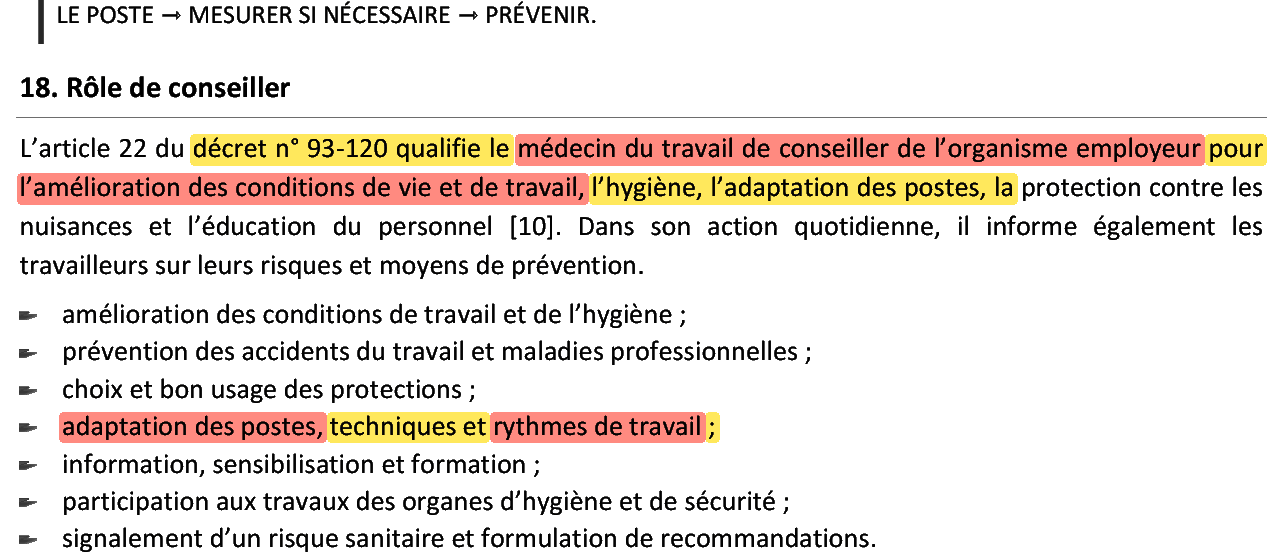 LE POSTE → MESURER SI NÉCESSAIRE → PRÉVENIR.
18. Rôle de conseiller
L’article 22 du décret n° 93-120 qualifie le médecin du travail de conseiller de l’organisme employeur pour
l’amélioration des conditions de vie et de travail, l’hygiène, l’adaptation des postes, la protection contre les
nuisances et l’éducation du personnel [10]. Dans son action quotidienne, il informe également les
travailleurs sur leurs risques et moyens de prévention.
amélioration des conditions de travail et de l’hygiène ;
prévention des accidents du travail et maladies professionnelles ;
choix et bon usage des protections ;
adaptation des postes, techniques et rythmes de travail ;
information, sensibilisation et formation ;
participation aux travaux des organes d’hygiène et de sécurité ;
signalement d’un risque sanitaire et formulation de recommandations.